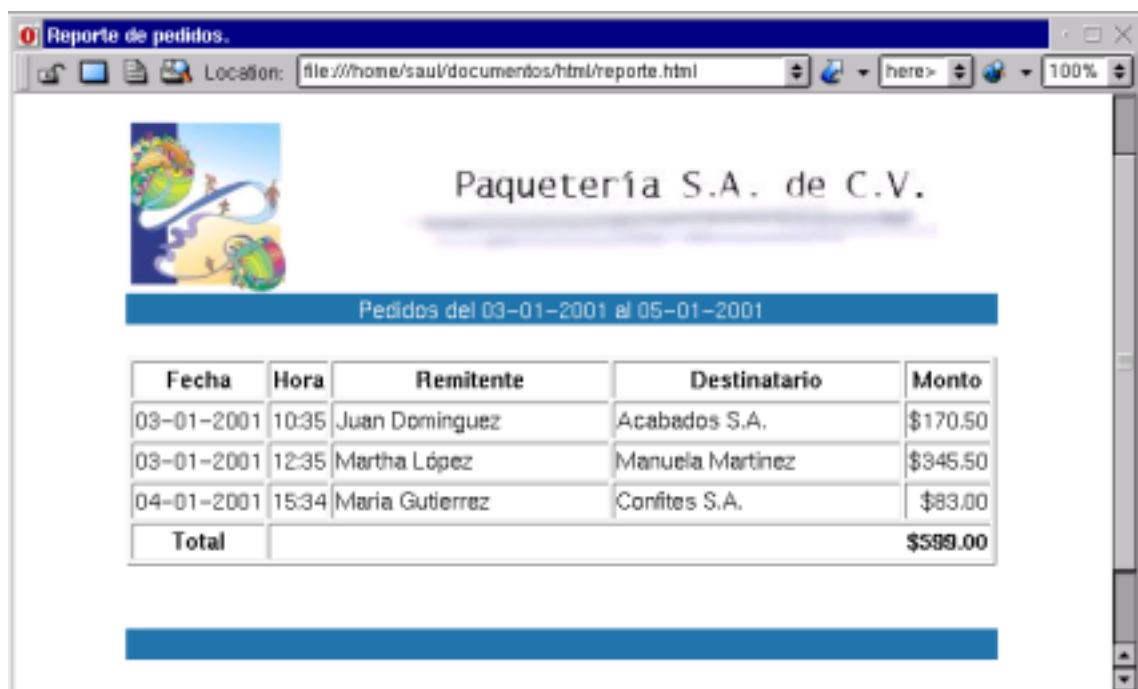 Reporte de pedidos.
Location: file:///home/saul/documentos/html/reporte.html here> 100%
Paquetería S.A. de C.V.
Pedidos del 03-01-2001 al 05-01-2001
Fecha Hora Remitente Destinatario Monto
03-01-2001 10:35 Juan Dominguez Acabados S.A. $170.50
03-01-2001 12:35 Martha López Manuela Martinez $345.50
04-01-2001 15:34 Maria Gutierrez Confites S.A. $83.00
Total $599.00